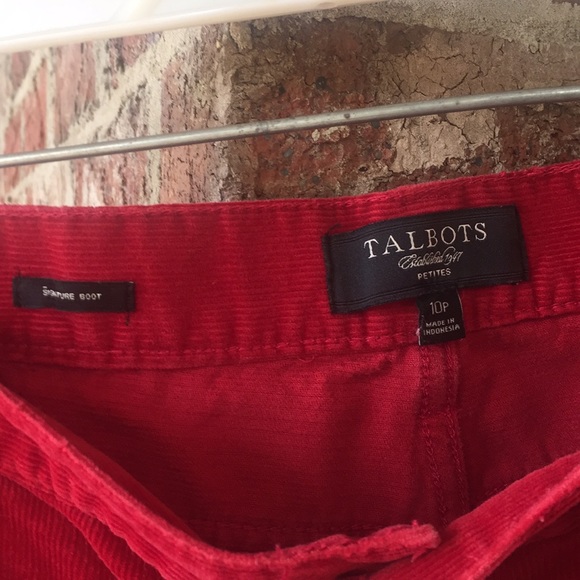 SIGNATURE BOOT
TALBOTS
Established 1947
PETITES
10P
MADE IN
INDONESIA